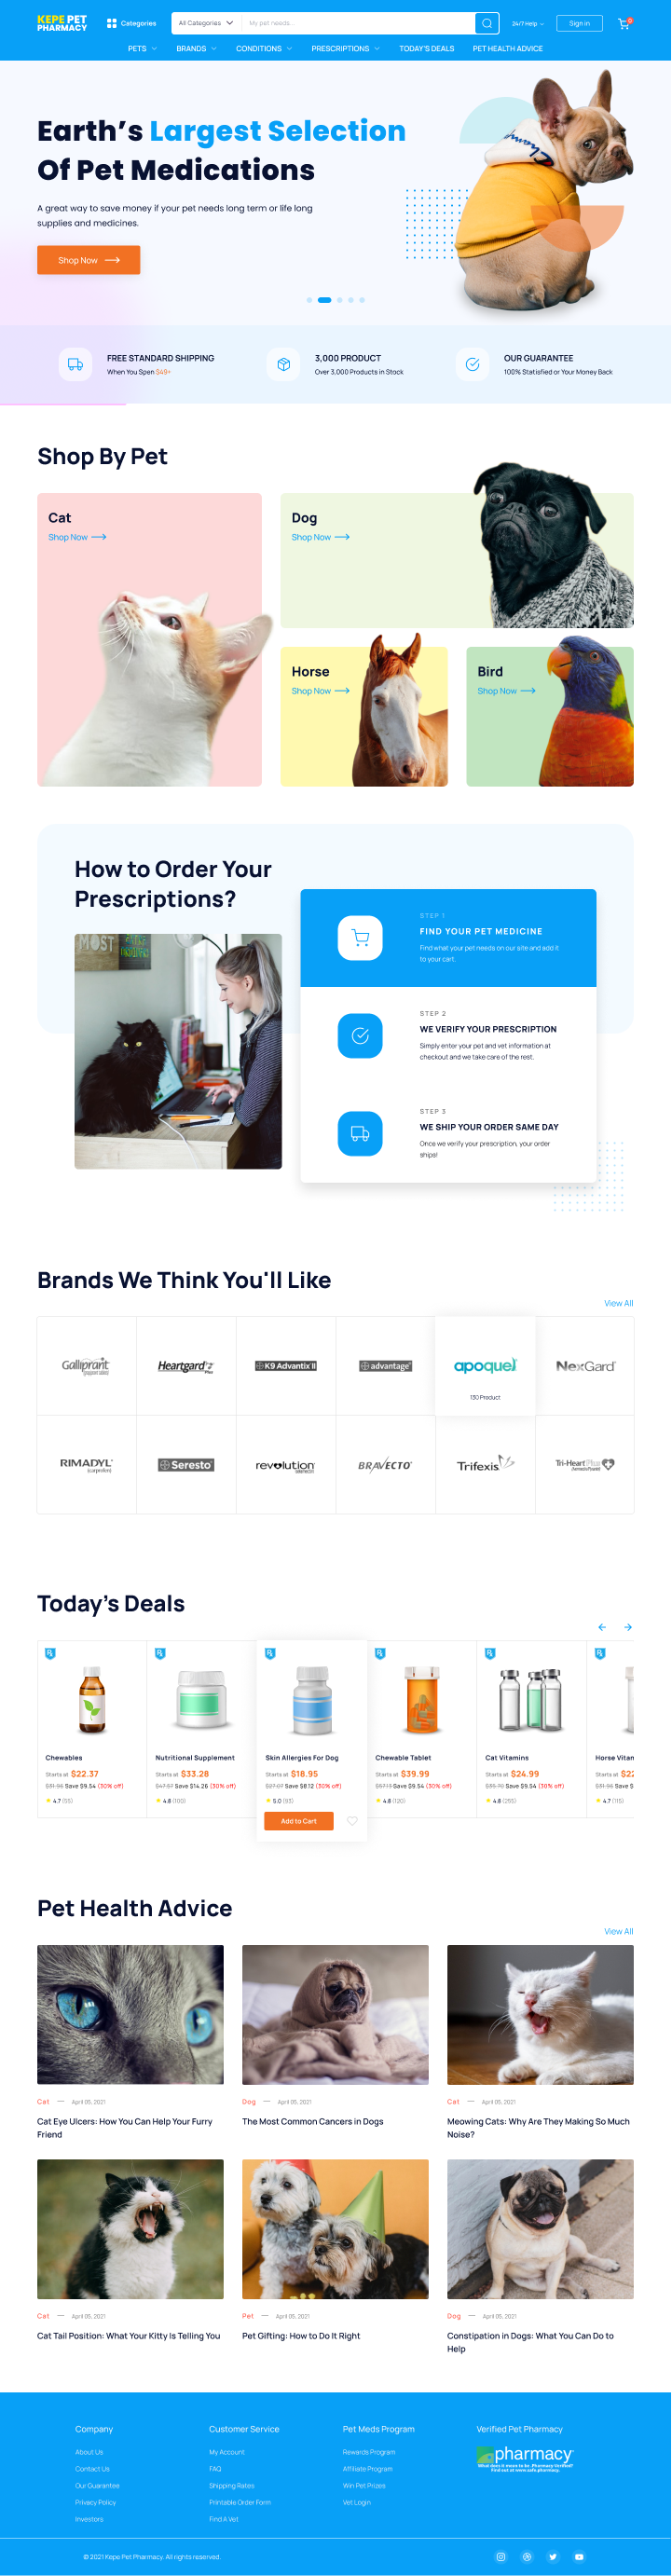 KEPE PET
PHARMACY
Categories
All Categories
My pet needs...
24/7 Help
Sign in
0
PETS
BRANDS
CONDITIONS
PRESCRIPTIONS
TODAY'S DEALS
PET HEALTH ADVICE
Earth's Largest Selection
Of Pet Medications
A great way to save money if your pet needs long term or life long
supplies and medicines.
Shop Now
FREE STANDARD SHIPPING
When You Spen $49+
3,000 PRODUCT
Over 3,000 Products in Stock
OUR GUARANTEE
100% Statisfied or Your Money Back
Shop By Pet
Cat
Shop Now
Dog
Shop Now
Horse
Shop Now
Bird
Shop Now
How to Order Your
Prescriptions?
MOST
STEP 1
FIND YOUR PET MEDICINE
Find what your pet needs on our site and add it
to your cart.
STEP 2
WE VERIFY YOUR PRESCRIPTION
Simply enter your pet and vet information at
checkout and we take care of the rest.
STEP 3
WE SHIP YOUR ORDER SAME DAY
Once we verify your prescription, your order
ships!
Brands We Think You'll Like
View All
Galliprant
Heartgard Plus
K9 Advantix II
advantage
apoquel
130 Product
NexGard
RIMADYL
(carprofen)
Seresto
revolution
BRAVECTO
Trifexis
Tri-Heart Plus
Today's Deals
Chewables
Starts at $22.37
$31.96 Save $9.54 (30% off)
4.7 (55)
Nutritional Supplement
Starts at $33.28
$47.57 Save $14.26 (30% off)
4.8 (100)
Skin Allergies For Dog
Starts at $18.95
$27.07 Save $8.12 (30% off)
5.0 (93)
Add to Cart
Chewable Tablet
Starts at $39.99
$57.13 Save $9.54 (30% off)
4.8 (120)
Cat Vitamins
Starts at $24.99
$35.70 Save $9.54 (30% off)
4.8 (255)
Horse Vitan
Starts at $22
$31.96 Save $
4.7 (115)
Pet Health Advice
View All
Cat — April 05, 2021
Cat Eye Ulcers: How You Can Help Your Furry
Friend
Dog — April 05, 2021
The Most Common Cancers in Dogs
Cat — April 05, 2021
Meowing Cats: Why Are They Making So Much
Noise?
Cat — April 05, 2021
Cat Tail Position: What Your Kitty Is Telling You
Pet — April 05, 2021
Pet Gifting: How to Do It Right
Dog — April 05, 2021
Constipation in Dogs: What You Can Do to
Help
Company
About Us
Contact Us
Our Guarantee
Privacy Policy
Investors
Customer Service
My Account
FAQ
Shipping Rates
Printable Order Form
Find A Vet
Pet Meds Program
Rewards Program
Affiliate Program
Win Pet Prizes
Vet Login
Verified Pet Pharmacy
pharmacy
What does it mean to be .Pharmacy Verified?
Find out at www.safe.pharmacy.
© 2021 Kepe Pet Pharmacy. All rights reserved.